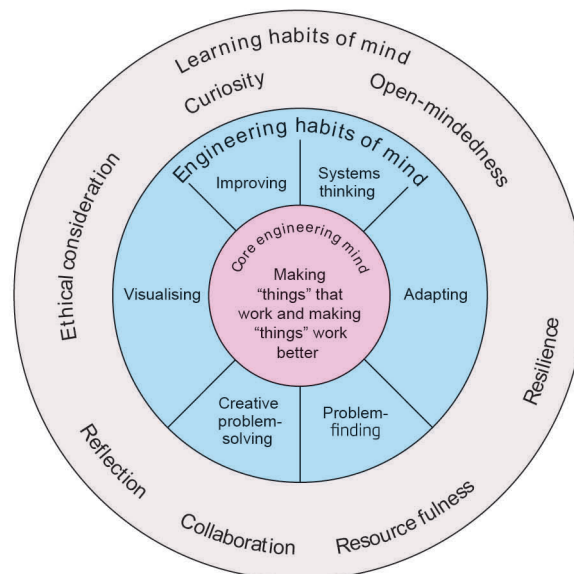 Learning habits of mind
Curiosity
Open-mindedness
Ethical consideration
Resilience
Reflection
Collaboration
Resource fulness
Engineering habits of mind
Improving
Systems
thinking
Visualising
Adapting
Creative
problem-
solving
Problem-
finding
Core engineering mind
Making
“things” that
work and making
“things” work
better